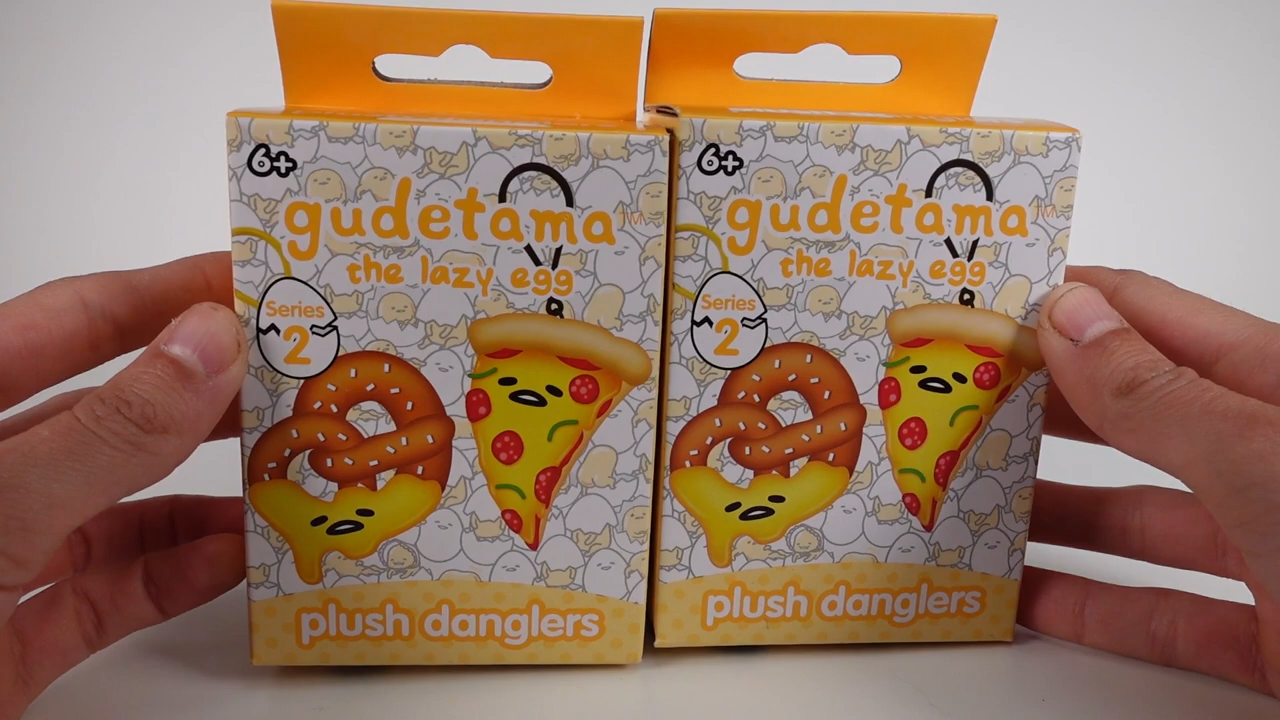 6+
gudetama™
the lazy egg
Series
2
plush danglers
6+
gudetama™
the lazy egg
Series
2
plush danglers